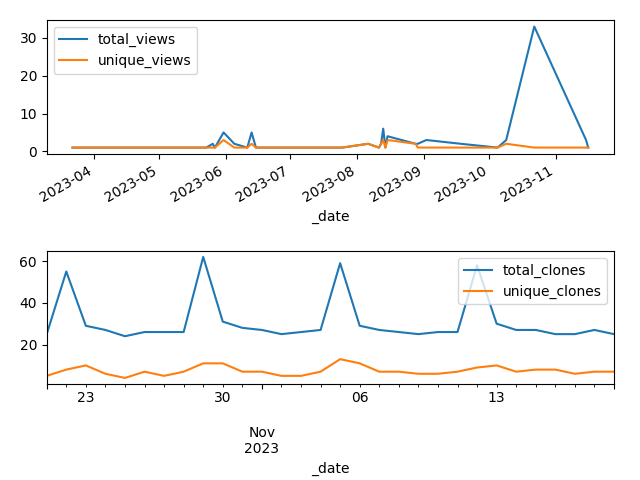 total_views
unique_views
30
20
10
0
2023-04 2023-05 2023-06 2023-07 2023-08 2023-09 2023-10 2023-11
_date
total_clones
unique_clones
60
40
20
23 30 06 13
Nov
2023
_date